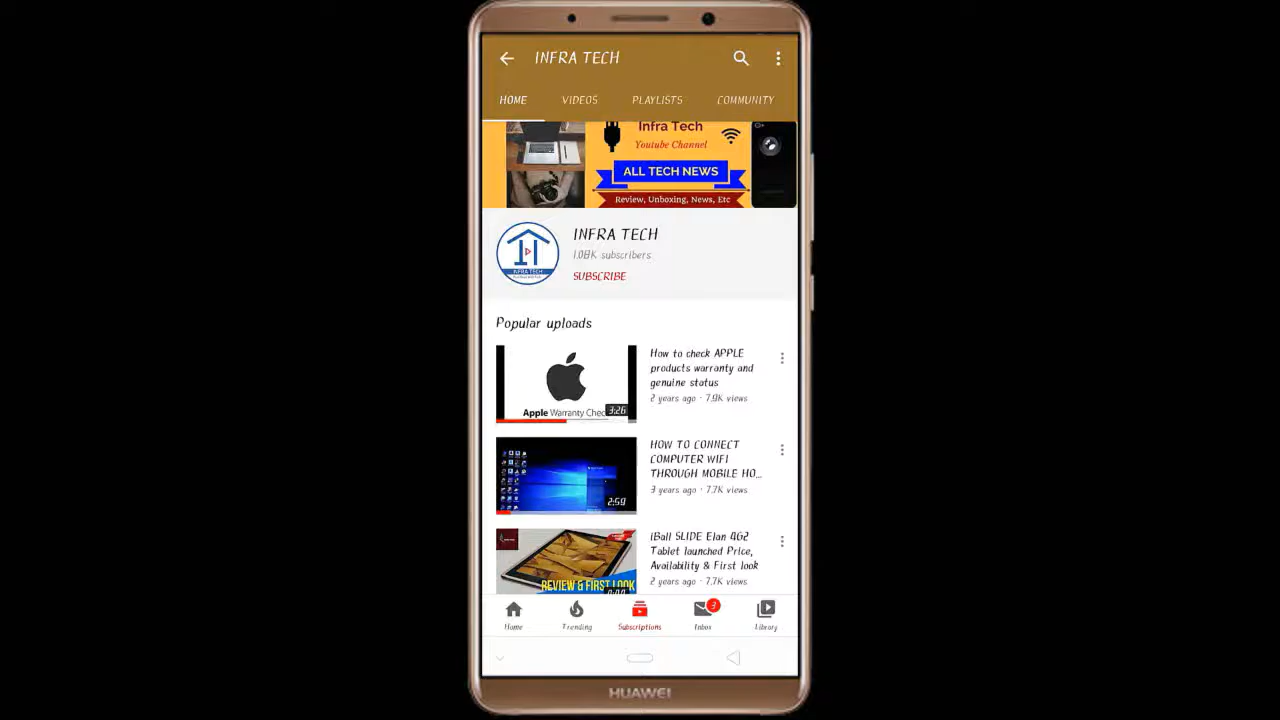 INFRA TECH
HOME VIDEOS PLAYLISTS COMMUNITY
Infra Tech
Youtube Channel
ALL TECH NEWS
Review, Unboxing, News, Etc
INFRA TECH
1.08K subscribers
SUBSCRIBE
INFRA TECH
Popular uploads
How to check APPLE
products warranty and
genuine status
2 years ago · 7.9K views
Apple Warranty Chec
3:26
HOW TO CONNECT
COMPUTER WIFI
THROUGH MOBILE HO...
3 years ago · 7.7K views
2:59
iBall SLIDE Elan 4G2
Tablet launched Price,
Availability & First look
2 years ago · 7.7K views
REVIEW & FIRST LOOK
Home Trending Subscriptions Inbox Library
3
HUAWEI